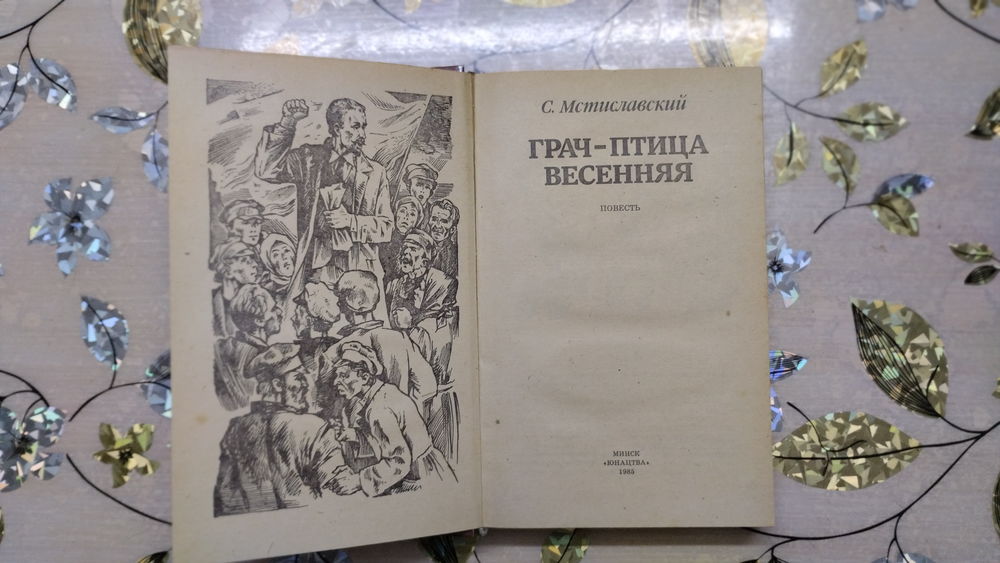 С. Мстиславский
ГРАЧ-ПТИЦА
ВЕСЕННЯЯ
ПОВЕСТЬ
МИНСК
«ЮНАЦТВА»
1985